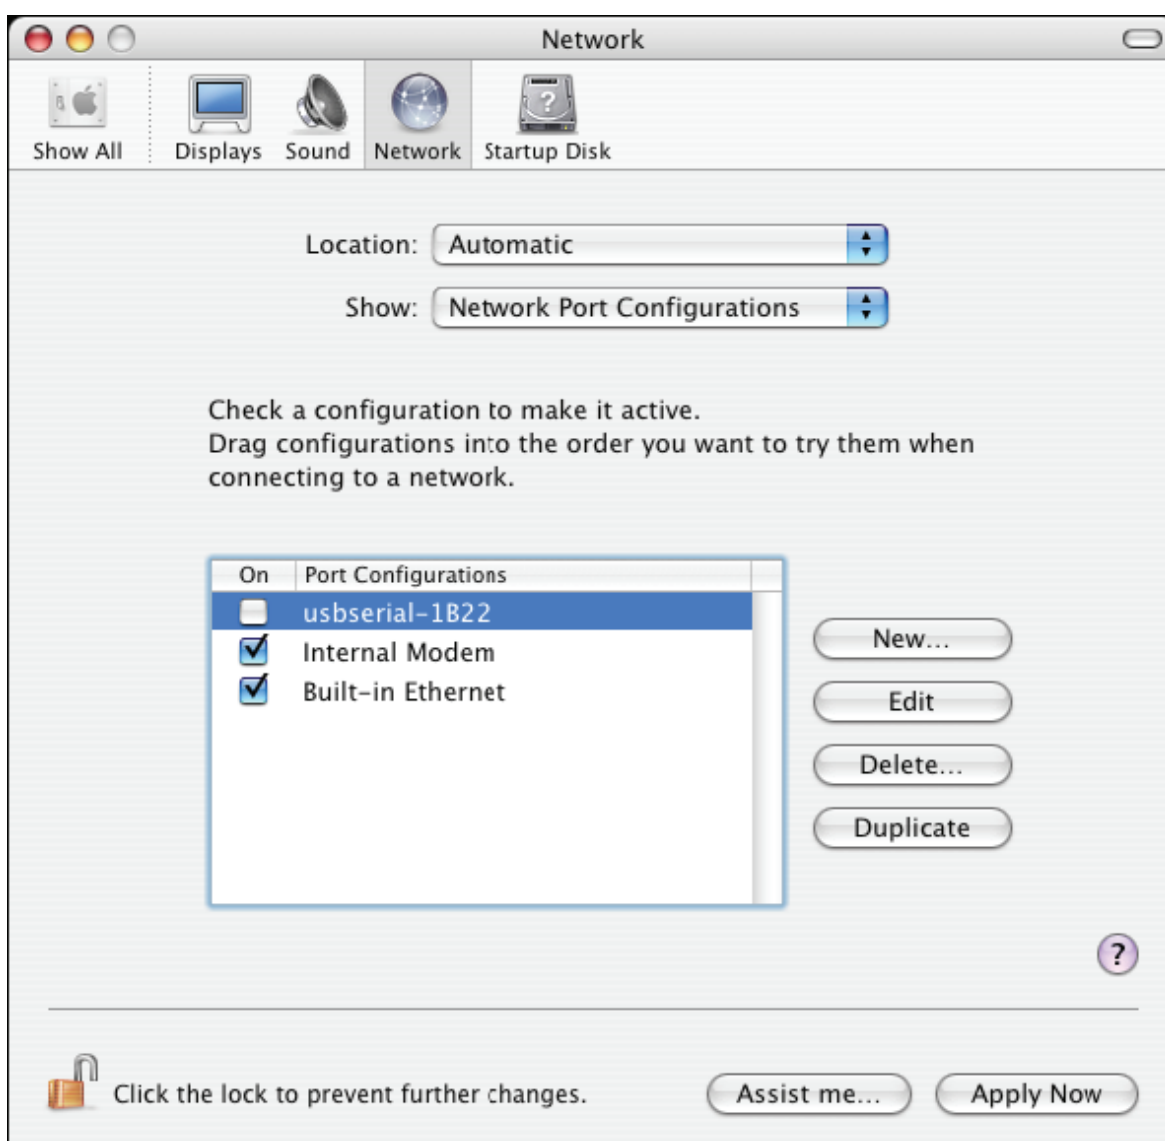 Network
Show All
Displays
Sound
Network
Startup Disk
Location: Automatic
Show: Network Port Configurations
Check a configuration to make it active.
Drag configurations into the order you want to try them when
connecting to a network.
On Port Configurations
usbserial-1B22
Internal Modem
Built-in Ethernet
New...
Edit
Delete...
Duplicate
?
Click the lock to prevent further changes.
Assist me...
Apply Now